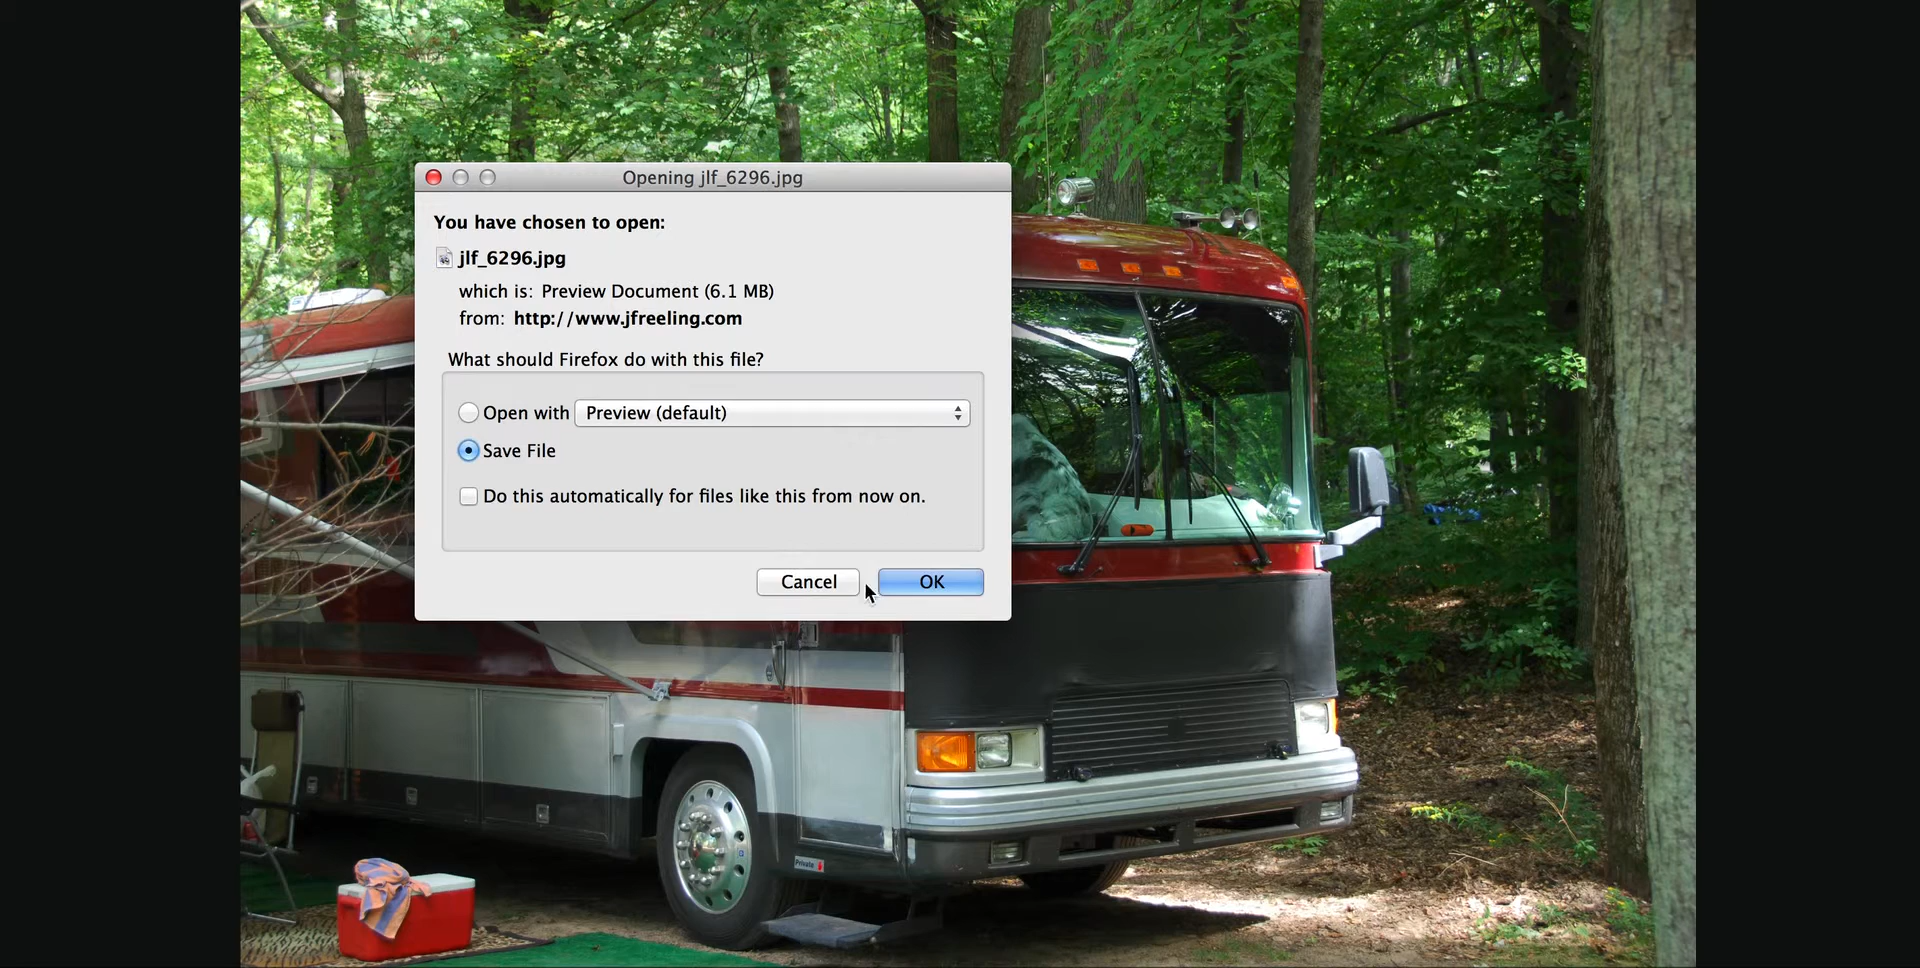 Opening jlf_6296.jpg
You have chosen to open:
jlf_6296.jpg
which is: Preview Document (6.1 MB)
from: http://www.jfreeling.com
What should Firefox do with this file?
Open with Preview (default)
Save File
Do this automatically for files like this from now on.
Cancel OK
Private